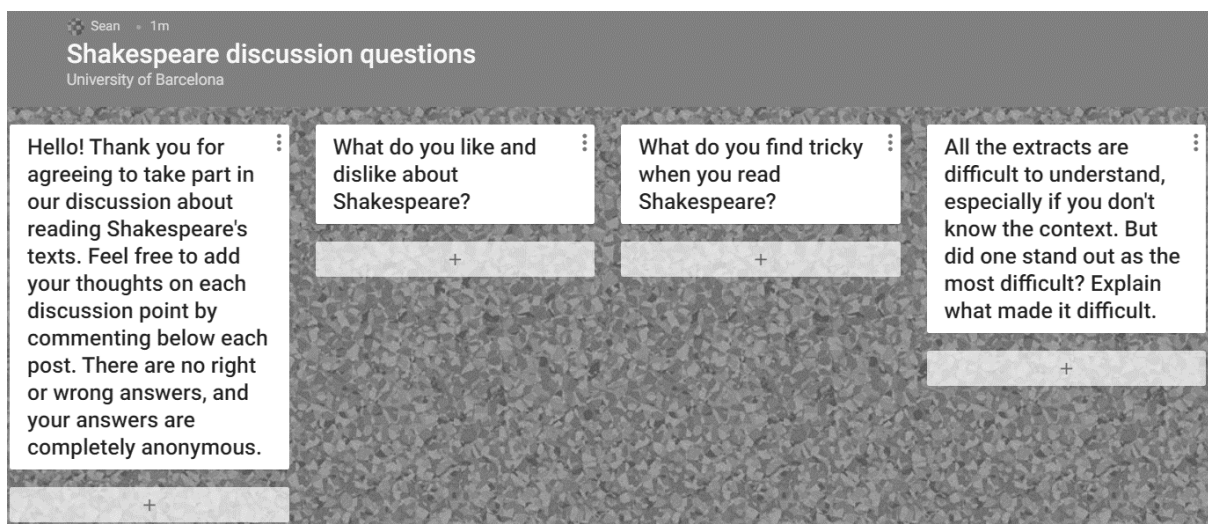 Sean • 1m
Shakespeare discussion questions
University of Barcelona
Hello! Thank you for
agreeing to take part in
our discussion about
reading Shakespeare's
texts. Feel free to add
your thoughts on each
discussion point by
commenting below each
post. There are no right
or wrong answers, and
your answers are
completely anonymous.
+
What do you like and
dislike about
Shakespeare?
+
What do you find tricky
when you read
Shakespeare?
+
All the extracts are
difficult to understand,
especially if you don't
know the context. But
did one stand out as the
most difficult? Explain
what made it difficult.
+